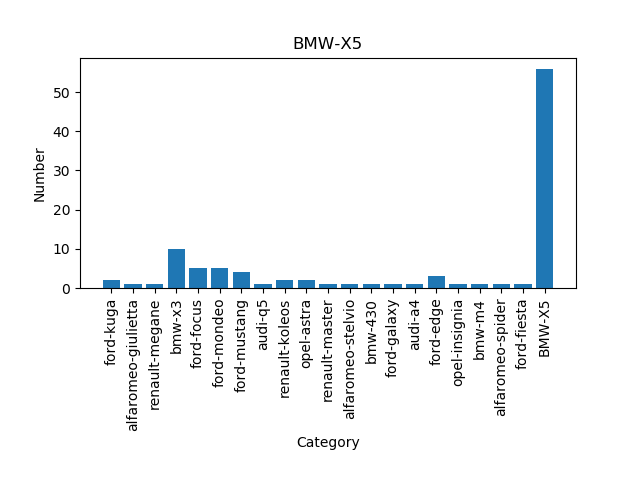 BMW-X5
Number
50
40
30
20
10
0
ford-kuga
alfaromeo-giulietta
renault-megane
bmw-x3
ford-focus
ford-mondeo
ford-mustang
audi-q5
renault-koleos
opel-astra
renault-master
alfaromeo-stelvio
bmw-430
ford-galaxy
audi-a4
ford-edge
opel-insignia
bmw-m4
alfaromeo-spider
ford-fiesta
BMW-X5
Category